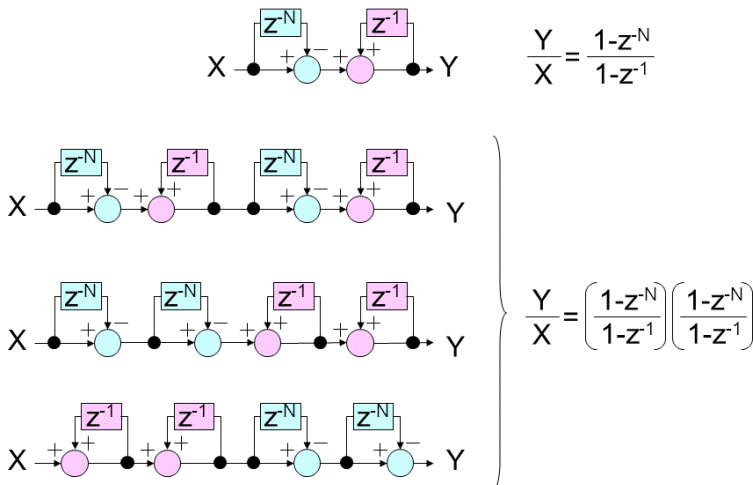 z⁻ᴺ z⁻¹
+ − + +
X Y
Y/X = (1-z⁻ᴺ)/(1-z⁻¹)
z⁻ᴺ z⁻¹ z⁻ᴺ z⁻¹
+ − + + + − + +
X Y
z⁻ᴺ z⁻ᴺ z⁻¹ z⁻¹
+ − + − + + + +
X Y
Y/X = ((1-z⁻ᴺ)/(1-z⁻¹)) ((1-z⁻ᴺ)/(1-z⁻¹))
z⁻¹ z⁻¹ z⁻ᴺ z⁻ᴺ
+ + + + + − + −
X Y